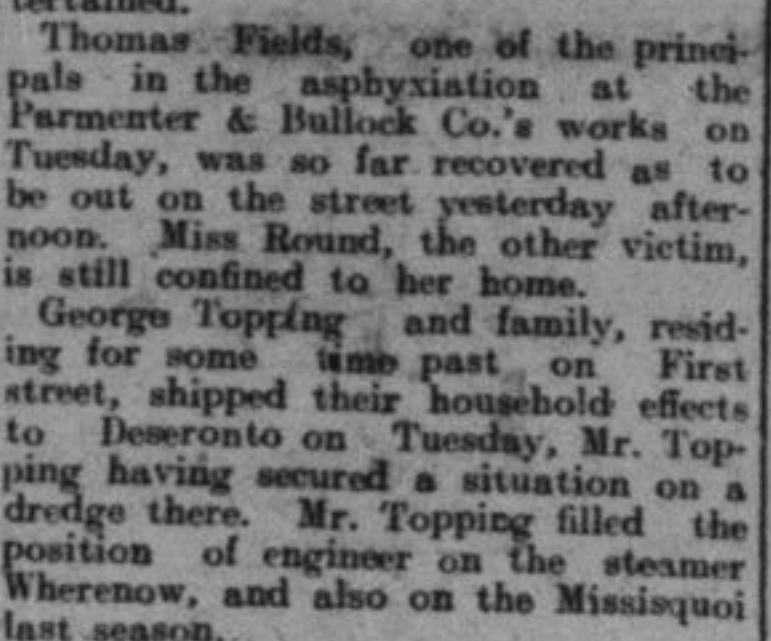 tertained.
Thomas Fields, one of the princi-
pals in the asphyxiation at the
Parmenter & Bullock Co.'s works on
Tuesday, was so far recovered as to
be out on the street yesterday after-
noon. Miss Round, the other victim,
is still confined to her home.
George Topping and family, resid-
ing for some time past on First
street, shipped their household effects
to Deseronto on Tuesday, Mr. Top-
ping having secured a situation on a
dredge there. Mr. Topping filled the
position of engineer on the steamer
Wherenow, and also on the Missisquoi
last season.